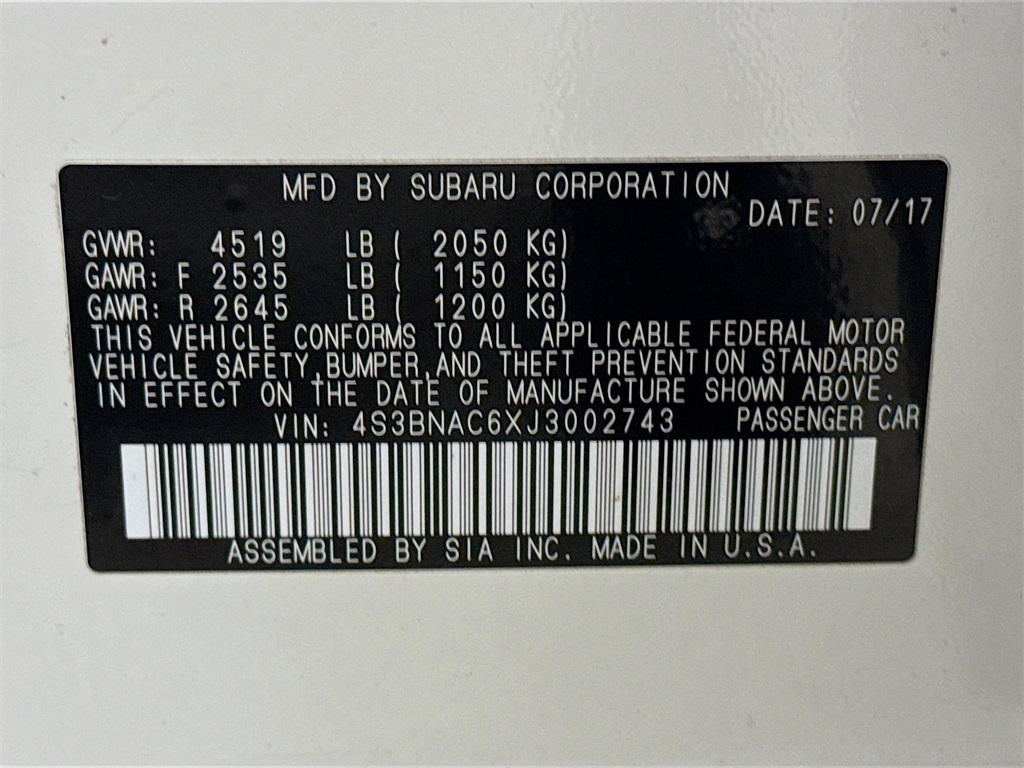 MFD BY SUBARU CORPORATION
DATE: 07/17
GVWR: 4519 LB ( 2050 KG)
GAWR: F 2535 LB ( 1150 KG)
GAWR: R 2645 LB ( 1200 KG)
THIS VEHICLE CONFORMS TO ALL APPLICABLE FEDERAL MOTOR
VEHICLE SAFETY, BUMPER, AND THEFT PREVENTION STANDARDS
IN EFFECT ON THE DATE OF MANUFACTURE SHOWN ABOVE.
VIN: 4S3BNAC6XJ3002743 PASSENGER CAR
ASSEMBLED BY SIA INC. MADE IN U.S.A.